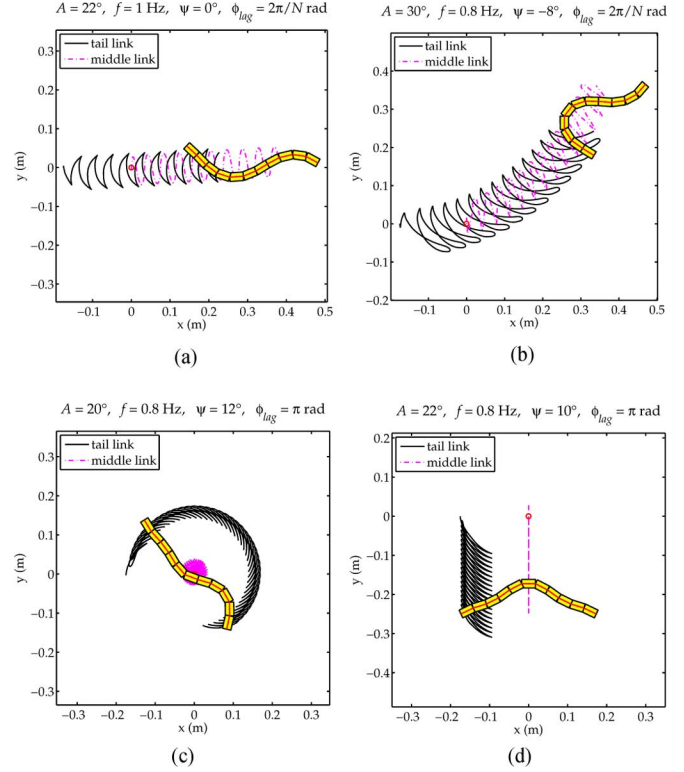 A = 22°, f = 1 Hz, ψ = 0°, ϕlag = 2π/N rad
tail link
middle link
0.3
0.2
0.1
0
−0.1
−0.2
−0.3
y (m)
−0.1 0 0.1 0.2 0.3 0.4 0.5
x (m)
(a)
A = 30°, f = 0.8 Hz, ψ = −8°, ϕlag = 2π/N rad
tail link
middle link
0.4
0.3
0.2
0.1
0
−0.1
−0.2
y (m)
−0.1 0 0.1 0.2 0.3 0.4 0.5
x (m)
(b)
A = 20°, f = 0.8 Hz, ψ = 12°, ϕlag = π rad
tail link
middle link
0.3
0.2
0.1
0
−0.1
−0.2
−0.3
y (m)
−0.3 −0.2 −0.1 0 0.1 0.2 0.3
x (m)
(c)
A = 22°, f = 0.8 Hz, ψ = 10°, ϕlag = π rad
tail link
middle link
0.2
0.1
0
−0.1
−0.2
−0.3
−0.4
y (m)
−0.3 −0.2 −0.1 0 0.1 0.2 0.3
x (m)
(d)